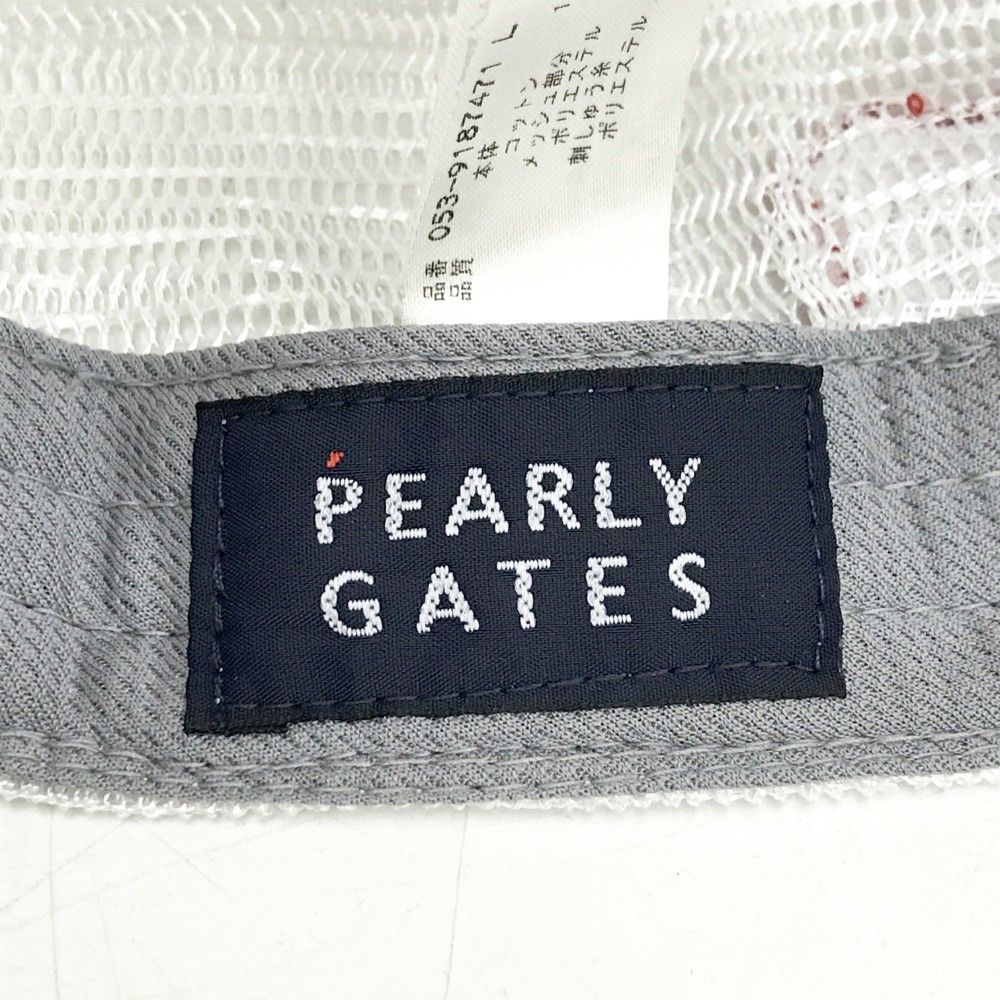 品番 053-9187471 L
品質 本体
コットン
メッシュ部分
ポリエステル
刺しゅう糸
ポリエステル
PEARLY
GATES